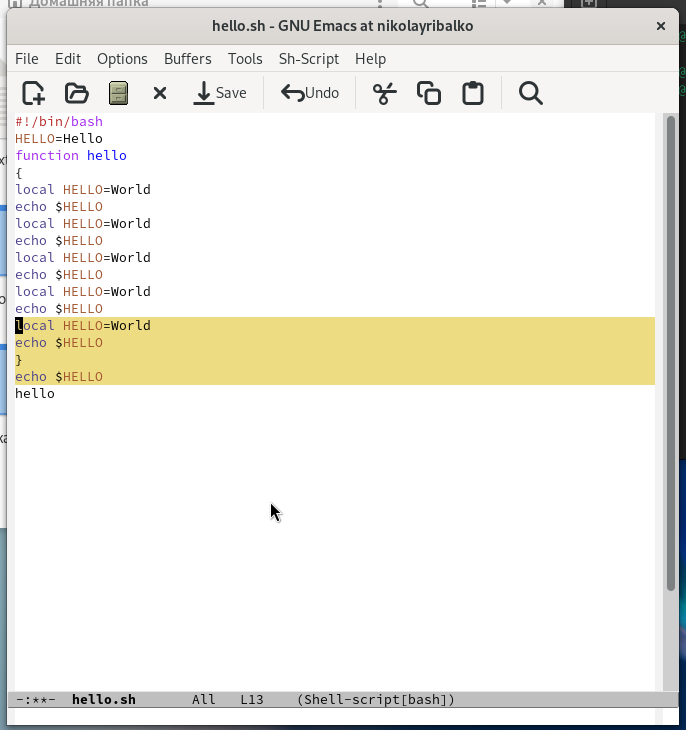 Домашняя папка
hello.sh - GNU Emacs at nikolayribalko
File Edit Options Buffers Tools Sh-Script Help
Save Undo
#!/bin/bash
HELLO=Hello
function hello
{
local HELLO=World
echo $HELLO
local HELLO=World
echo $HELLO
local HELLO=World
echo $HELLO
local HELLO=World
echo $HELLO
local HELLO=World
echo $HELLO
}
echo $HELLO
hello
-:**- hello.sh All L13 (Shell-script[bash])